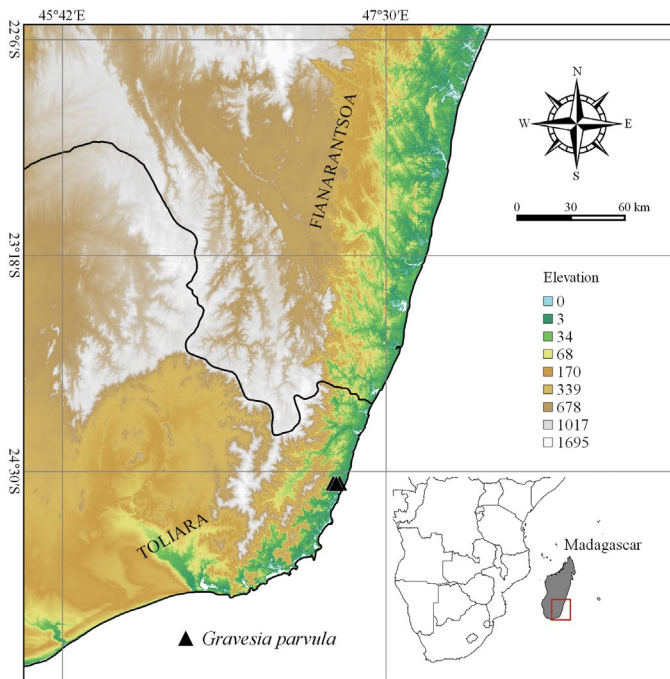 45°42'E
47°30'E
22°6'S
N
W
E
S
FIANARANTSOA
0
30
60 km
23°18'S
Elevation
0
3
34
68
170
339
678
1017
1695
24°30'S
TOLIARA
Madagascar
Gravesia parvula